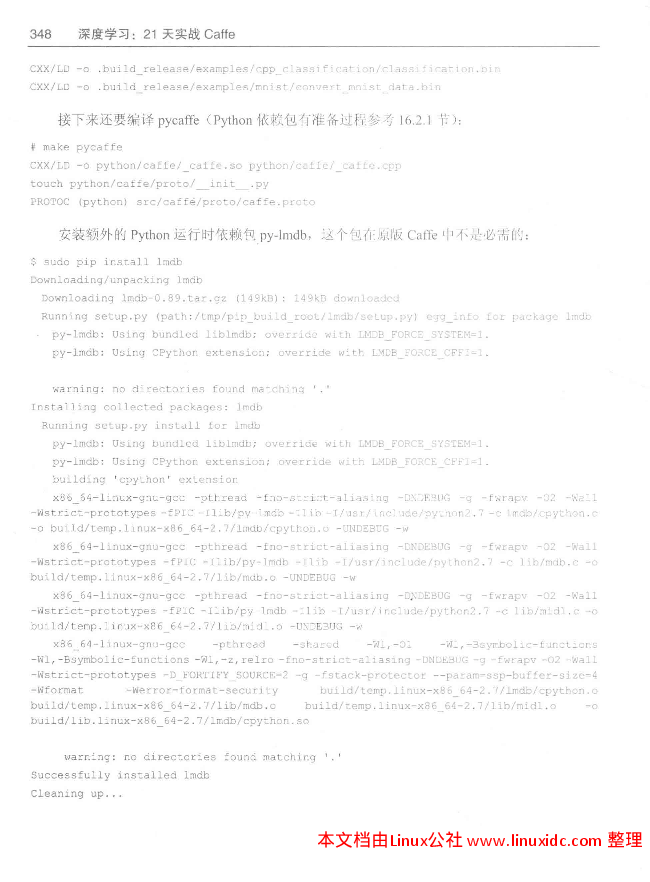 348 深度学习：21 天实战 Caffe
CXX/LD -o .build_release/examples/cpp_classification/classification.bin
CXX/LD -o .build_release/examples/mnist/convert_mnist_data.bin
接下来还要编译 pycaffe（Python 依赖包有准备过程参考 16.2.1 节）：
# make pycaffe
CXX/LD -o python/caffe/_caffe.so python/caffe/_caffe.cpp
touch python/caffe/proto/__init__.py
PROTOC (python) src/caffe/proto/caffe.proto
安装额外的 Python 运行时依赖包 py-lmdb，这个包在原版 Caffe 中不是必需的：
$ sudo pip install lmdb
Downloading/unpacking lmdb
Downloading lmdb-0.89.tar.gz (149kB): 149kB downloaded
Running setup.py (path:/tmp/pip_build_root/lmdb/setup.py) egg_info for package lmdb
py-lmdb: Using bundled liblmdb; override with LMDB_FORCE_SYSTEM=1.
py-lmdb: Using CPython extension; override with LMDB_FORCE_CFFI=1.
warning: no directories found matching '.'
Installing collected packages: lmdb
Running setup.py install for lmdb
py-lmdb: Using bundled liblmdb; override with LMDB_FORCE_SYSTEM=1.
py-lmdb: Using CPython extension; override with LMDB_FORCE_CFFI=1.
building 'cpython' extension
x86_64-linux-gnu-gcc -pthread -fno-strict-aliasing -DNDEBUG -g -fwrapv -O2 -Wall
-Wstrict-prototypes -fPIC -Ilib/py-lmdb -Ilib -I/usr/include/python2.7 -c lmdb/cpython.c
-o build/temp.linux-x86_64-2.7/lmdb/cpython.o -UNDEBUG -w
x86_64-linux-gnu-gcc -pthread -fno-strict-aliasing -DNDEBUG -g -fwrapv -O2 -Wall
-Wstrict-prototypes -fPIC -Ilib/py-lmdb -Ilib -I/usr/include/python2.7 -c lib/mdb.c -o
build/temp.linux-x86_64-2.7/lib/mdb.o -UNDEBUG -w
x86_64-linux-gnu-gcc -pthread -fno-strict-aliasing -DNDEBUG -g -fwrapv -O2 -Wall
-Wstrict-prototypes -fPIC -Ilib/py-lmdb -Ilib -I/usr/include/python2.7 -c lib/midl.c -o
build/temp.linux-x86_64-2.7/lib/midl.o -UNDEBUG -w
x86_64-linux-gnu-gcc -pthread -shared -Wl,-O1 -Wl,-Bsymbolic-functions
-Wl,-Bsymbolic-functions -Wl,-z,relro -fno-strict-aliasing -DNDEBUG -g -fwrapv -O2 -Wall
-Wstrict-prototypes -D_FORTIFY_SOURCE=2 -g -fstack-protector --param=ssp-buffer-size=4
-Wformat -Werror=format-security build/temp.linux-x86_64-2.7/lmdb/cpython.o
build/temp.linux-x86_64-2.7/lib/mdb.o build/temp.linux-x86_64-2.7/lib/midl.o -o
build/lib.linux-x86_64-2.7/lmdb/cpython.so
warning: no directories found matching '.'
Successfully installed lmdb
Cleaning up...
本文档由Linux公社 www.linuxidc.com 整理